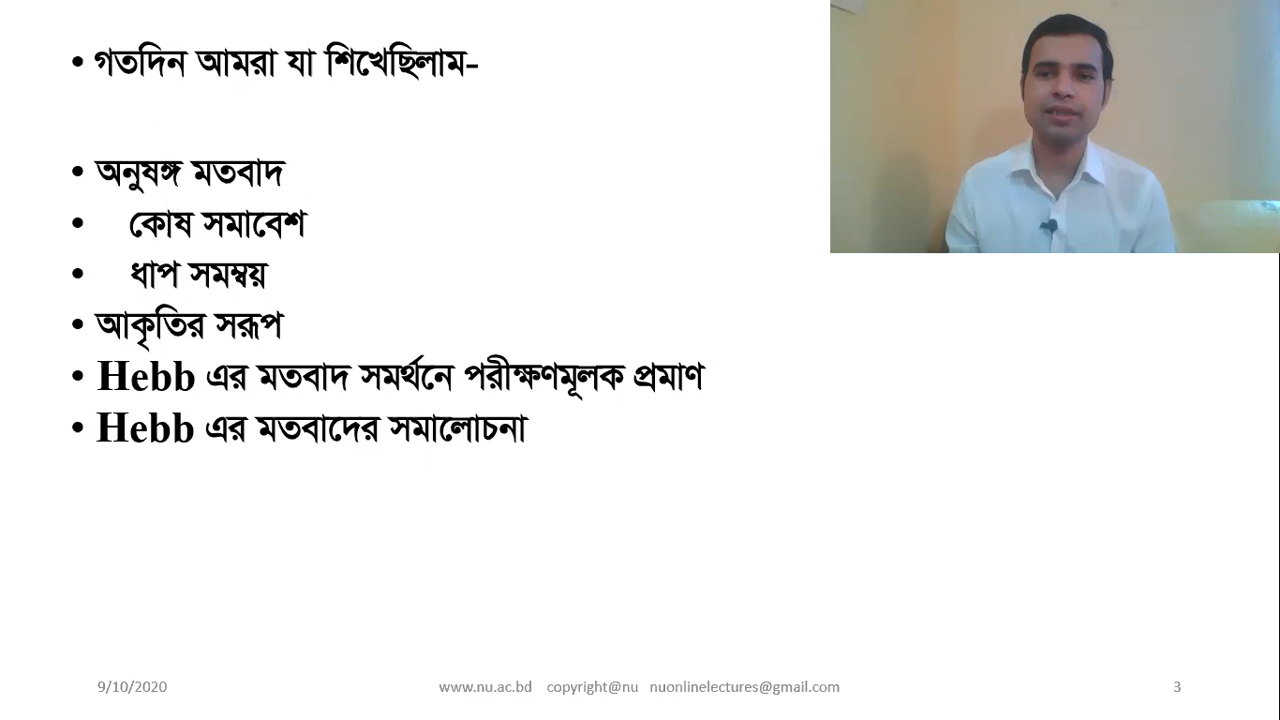 • গতদিন আমরা যা শিখেছিলাম-
• অনুষঙ্গ মতবাদ
• কোষ সমাবেশ
• ধাপ সমম্বয়
• আকৃতির সরূপ
• Hebb এর মতবাদ সমর্থনে পরীক্ষণমূলক প্রমাণ
• Hebb এর মতবাদের সমালোচনা
9/10/2020 www.nu.ac.bd copyright@nu nuonlinelectures@gmail.com 3